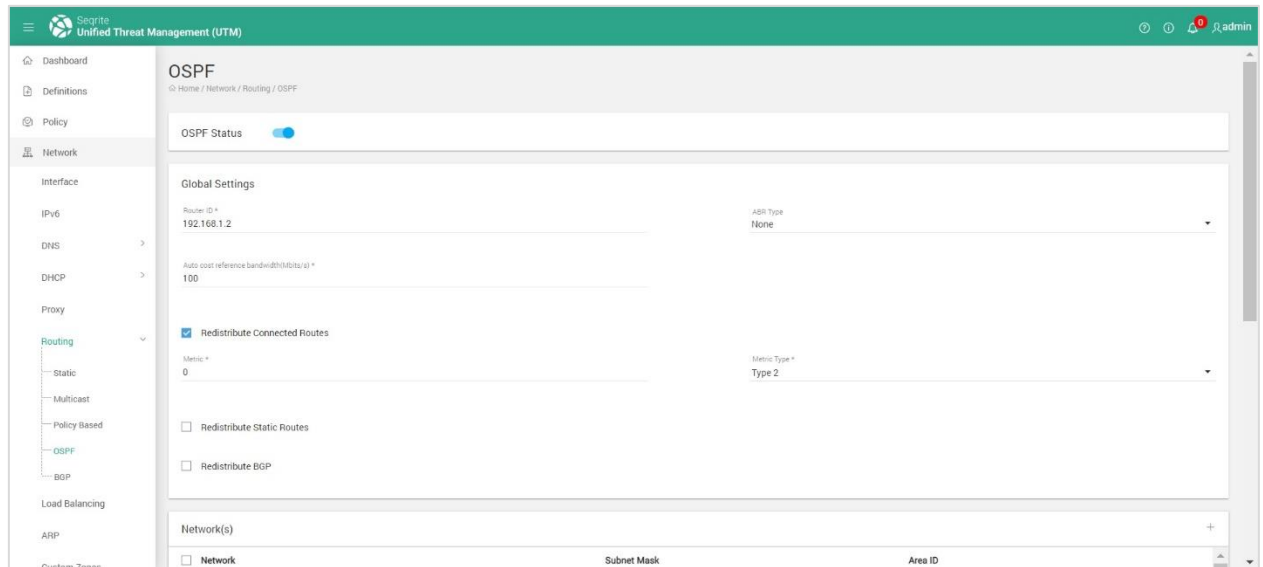 Seqrite
Unified Threat Management (UTM)
0
admin
Dashboard
Definitions
Policy
Network
Interface
IPv6
DNS
DHCP
Proxy
Routing
Static
Multicast
Policy Based
OSPF
BGP
Load Balancing
ARP
Custom Zones
OSPF
Home / Network / Routing / OSPF
OSPF Status
Global Settings
Router ID *
192.168.1.2
ABR Type
None
Auto cost reference bandwidth(Mbits/s) *
100
Redistribute Connected Routes
Metric *
0
Metric Type *
Type 2
Redistribute Static Routes
Redistribute BGP
Network(s)
Network Subnet Mask Area ID